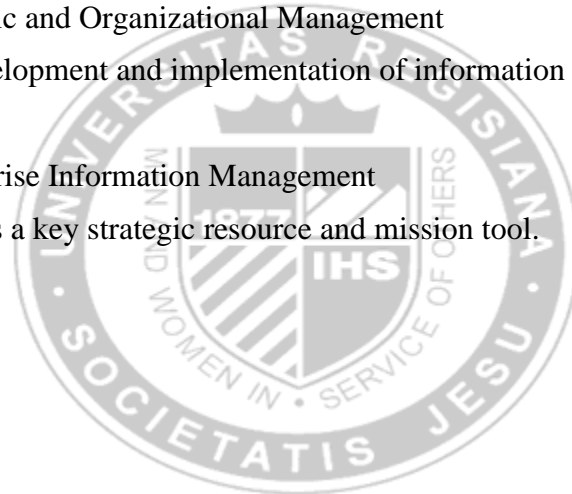 ic and Organizational Management
elopment and implementation of information
rise Information Management
s a key strategic resource and mission tool.
UNIVERSITAS REGISIANA
SOCIETATIS JESU
MEN AND WOMEN IN • SERVICE OF OTHERS
1877
IHS